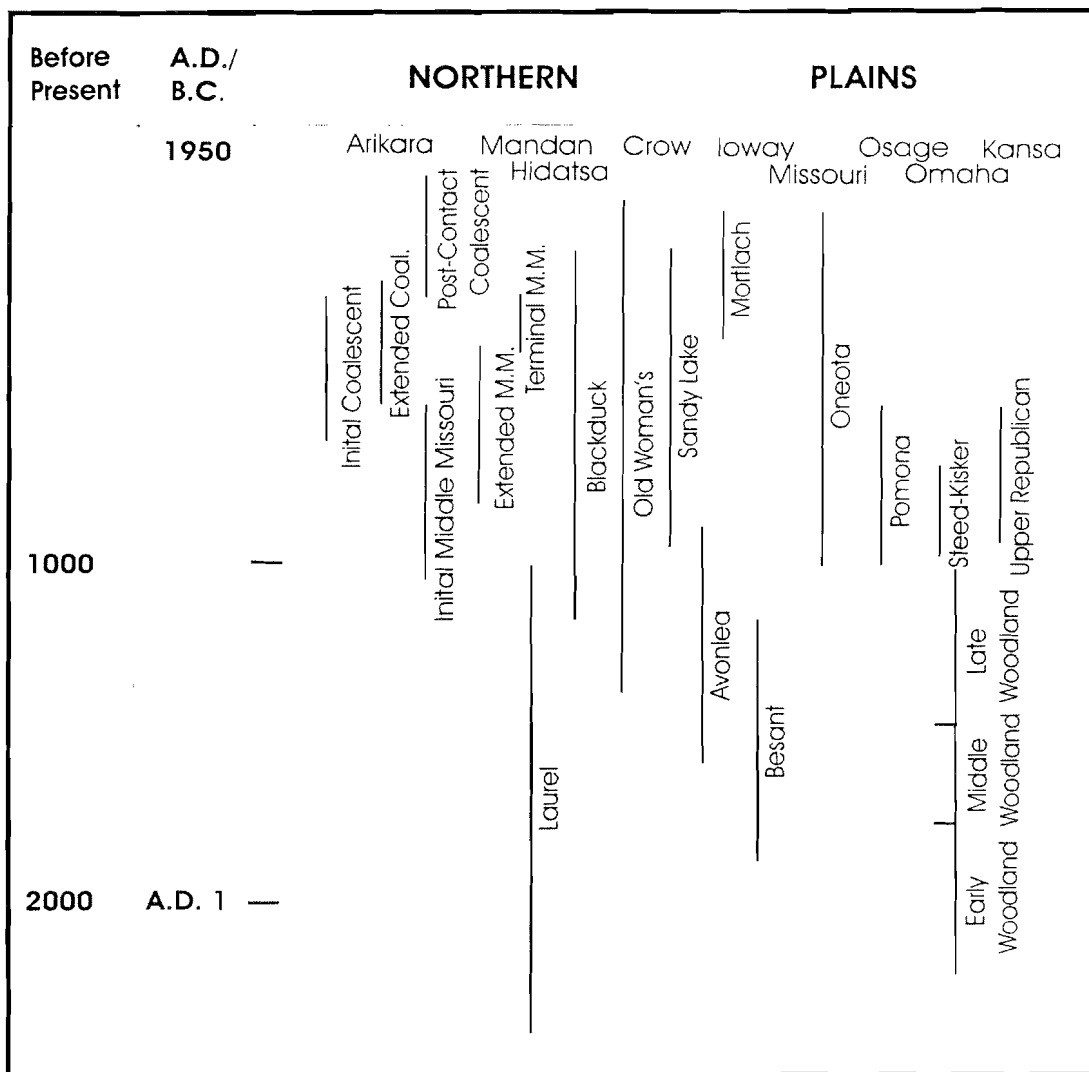 Before A.D./
Present B.C.
NORTHERN PLAINS
1950
Arikara Mandan Crow Ioway Osage Kansa
Hidatsa Missouri Omaha
Inital Coalescent
Extended Coal.
Post-Contact
Coalescent
Inital Middle Missouri
Extended M.M.
Terminal M.M.
Blackduck
Old Woman's
Sandy Lake
Mortlach
Oneota
Pomona
Steed-Kisker
Upper Republican
1000
Laurel
Avonlea
Besant
Late
Woodland
Middle
Woodland
Early
Woodland
2000 A.D. 1